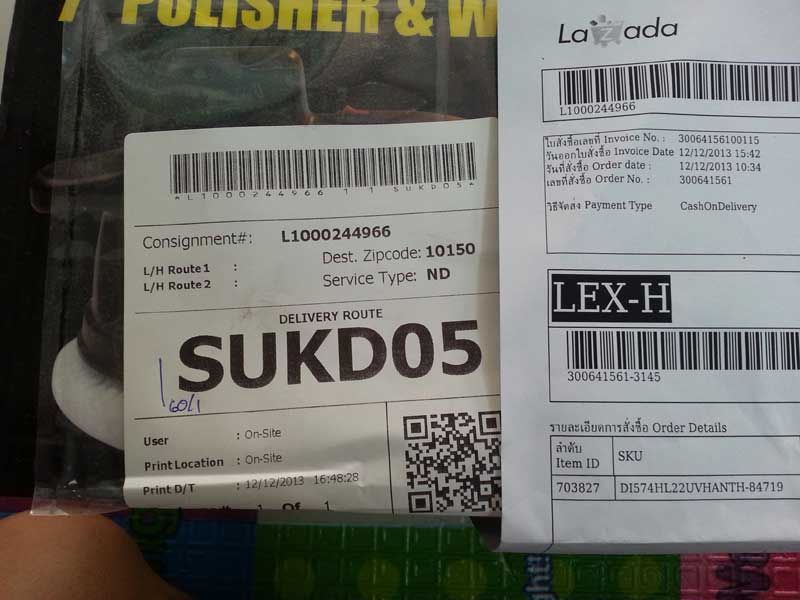 POLISHER & W
*L1000244966 1 1 SUKD05*
Consignment#: L1000244966
L/H Route1 : Dest. Zipcode: 10150
L/H Route2 : Service Type: ND
DELIVERY ROUTE
SUKD05
60/1
User : On-Site
Print Location : On-Site
Print D/T : 12/12/2013 16:48:28
1 Of 1
Lazada
L1000244966
ใบสั่งซื้อเลขที่ Invoice No. : 30064156100115
วันออกใบสั่งซื้อ Invoice Date 12/12/2013 15:42
วันที่สั่งซื้อ Order date : 12/12/2013 10:34
เลขที่สั่งซื้อ Order No. : 300641561
วิธีจัดส่ง Payment Type CashOnDelivery
LEX-H
300641561-3145
รายละเอียดการสั่งซื้อ Order Details
ลำดับ
Item ID SKU
703827 DI574HL22UVHANTH-84719